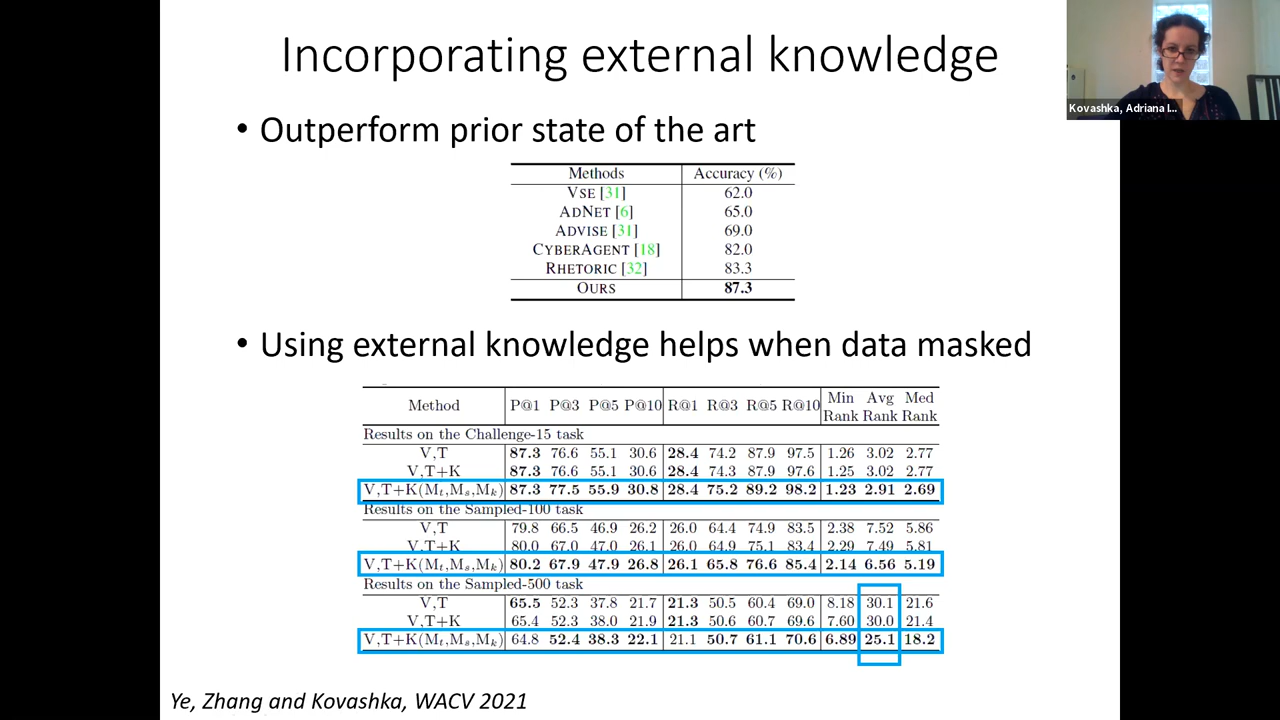 Incorporating external knowledge
Kovashka, Adriana I...
• Outperform prior state of the art
Methods Accuracy (%)
VSE [31] 62.0
ADNET [6] 65.0
ADVISE [31] 69.0
CYBERAGENT [18] 82.0
RHETORIC [32] 83.3
OURS 87.3
• Using external knowledge helps when data masked
Method P@1 P@3 P@5 P@10 R@1 R@3 R@5 R@10 Min Rank Avg Rank Med Rank
Results on the Challenge-15 task
V,T 87.3 76.6 55.1 30.6 28.4 74.2 87.9 97.5 1.26 3.02 2.77
V,T+K 87.3 76.6 55.1 30.6 28.4 74.3 87.9 97.6 1.25 3.02 2.77
V,T+K(Mt,Ms,Mk) 87.3 77.5 55.9 30.8 28.4 75.2 89.2 98.2 1.23 2.91 2.69
Results on the Sampled-100 task
V,T 79.8 66.5 46.9 26.2 26.0 64.4 74.9 83.5 2.38 7.52 5.86
V,T+K 80.0 67.0 47.0 26.1 26.0 64.9 75.1 83.4 2.29 7.49 5.81
V,T+K(Mt,Ms,Mk) 80.2 67.9 47.9 26.8 26.1 65.8 76.6 85.4 2.14 6.56 5.19
Results on the Sampled-500 task
V,T 65.5 52.3 37.8 21.7 21.3 50.5 60.4 69.0 8.18 30.1 21.6
V,T+K 65.4 52.3 38.0 21.9 21.3 50.6 60.7 69.6 7.60 30.0 21.4
V,T+K(Mt,Ms,Mk) 64.8 52.4 38.3 22.1 21.1 50.7 61.1 70.6 6.89 25.1 18.2
Ye, Zhang and Kovashka, WACV 2021